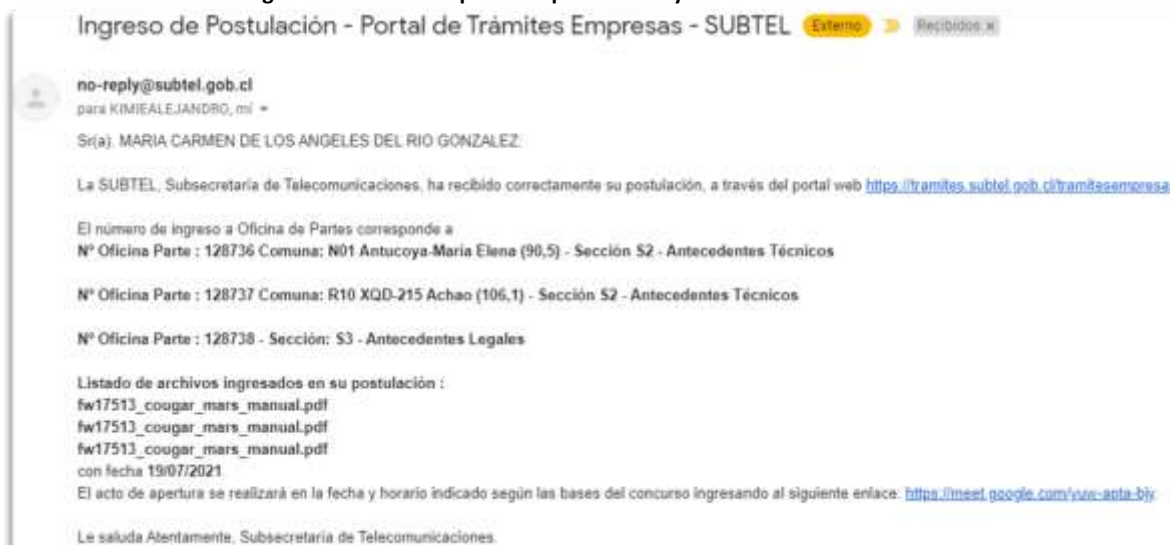 Ingreso de Postulación - Portal de Trámites Empresas - SUBTEL Externo Recibidos x
no-reply@subtel.gob.cl
para KIMIEALEJANDRO, mí
Sr(a): MARIA CARMEN DE LOS ANGELES DEL RIO GONZALEZ:
La SUBTEL, Subsecretaría de Telecomunicaciones, ha recibido correctamente su postulación, a través del portal web https://tramites.subtel.gob.cl/tramitesempresa
El número de ingreso a Oficina de Partes corresponde a
Nº Oficina Parte : 128736 Comuna: N01 Antucoya-Maria Elena (90,5) - Sección S2 - Antecedentes Técnicos
Nº Oficina Parte : 128737 Comuna: R10 XQD-215 Achao (106,1) - Sección S2 - Antecedentes Técnicos
Nº Oficina Parte : 128738 - Sección: S3 - Antecedentes Legales
Listado de archivos ingresados en su postulación :
fw17513_cougar_mars_manual.pdf
fw17513_cougar_mars_manual.pdf
fw17513_cougar_mars_manual.pdf
con fecha 19/07/2021
El acto de apertura se realizará en la fecha y horario indicado según las bases del concurso ingresando al siguiente enlace: https://meet.google.com/yuw-apta-bjv.
Le saluda Atentamente, Subsecretaría de Telecomunicaciones.